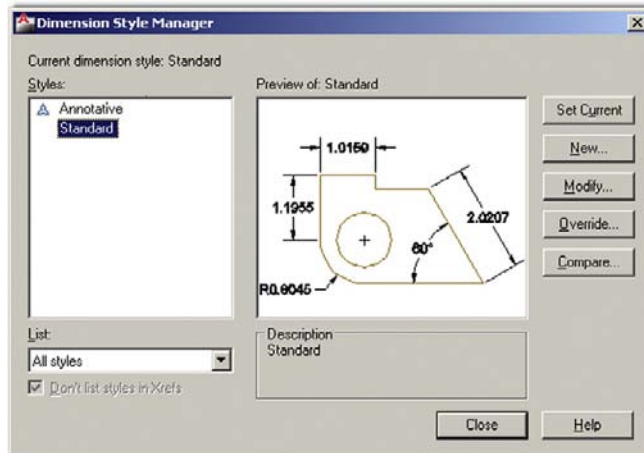 Dimension Style Manager
Current dimension style: Standard
Styles:
Annotative
Standard
Preview of: Standard
1.0159
1.1955
2.0207
60°
R0.8045
Set Current
New...
Modify...
Override...
Compare...
List:
All styles
Don't list styles in Xrefs
Description
Standard
Close
Help